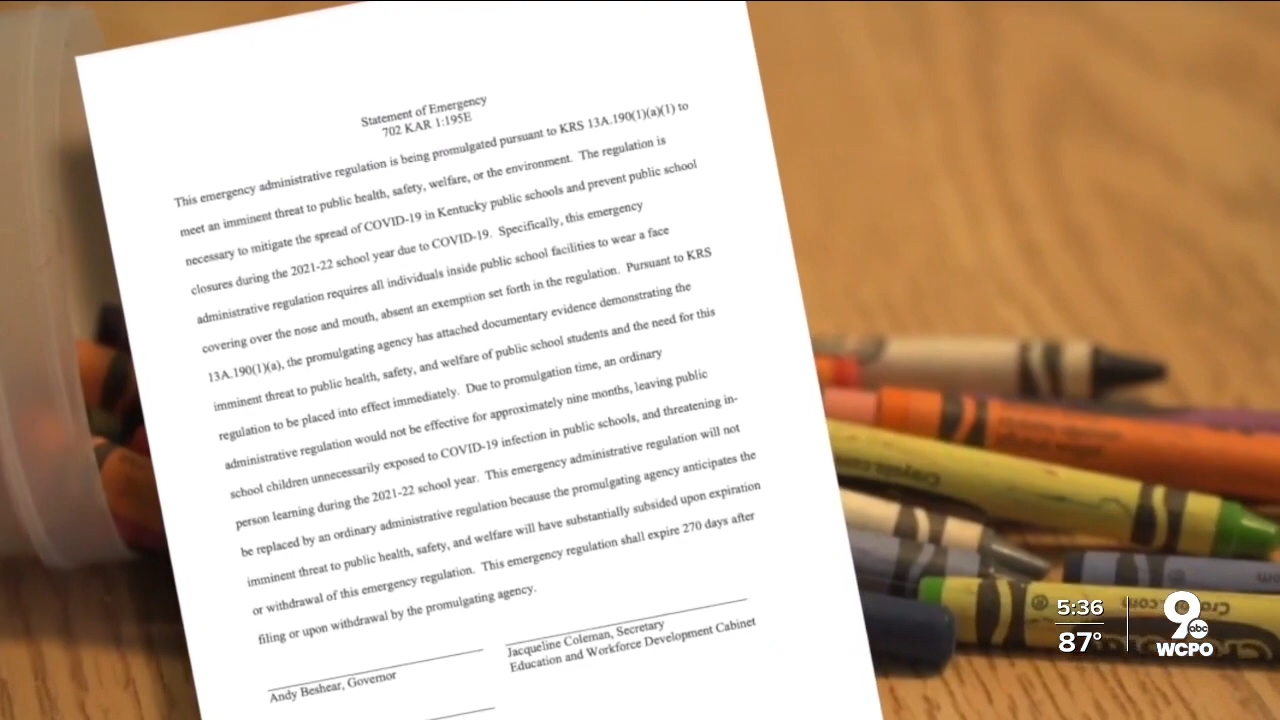 Statement of Emergency
702 KAR 1:195E
This emergency administrative regulation is being promulgated pursuant to KRS 13A.190(1)(a)(1) to
meet an imminent threat to public health, safety, welfare, or the environment. The regulation is
necessary to mitigate the spread of COVID-19 in Kentucky public schools and prevent public school
closures during the 2021-22 school year due to COVID-19. Specifically, this emergency
administrative regulation requires all individuals inside public school facilities to wear a face
covering over the nose and mouth, absent an exemption set forth in the regulation. Pursuant to KRS
13A.190(1)(a), the promulgating agency has attached documentary evidence demonstrating the
imminent threat to public health, safety, and welfare of public school students and the need for this
regulation to be placed into effect immediately. Due to promulgation time, an ordinary
administrative regulation would not be effective for approximately nine months, leaving public
school children unnecessarily exposed to COVID-19 infection in public schools, and threatening in-
person learning during the 2021-22 school year. This emergency administrative regulation will not
be replaced by an ordinary administrative regulation because the promulgating agency anticipates the
imminent threat to public health, safety, and welfare will have substantially subsided upon expiration
or withdrawal of this emergency regulation. This emergency regulation shall expire 270 days after
filing or upon withdrawal by the promulgating agency.
Andy Beshear, Governor
Jacqueline Coleman, Secretary
Education and Workforce Development Cabinet
5:36
87°
9
abc
WCPO
Crayola.com